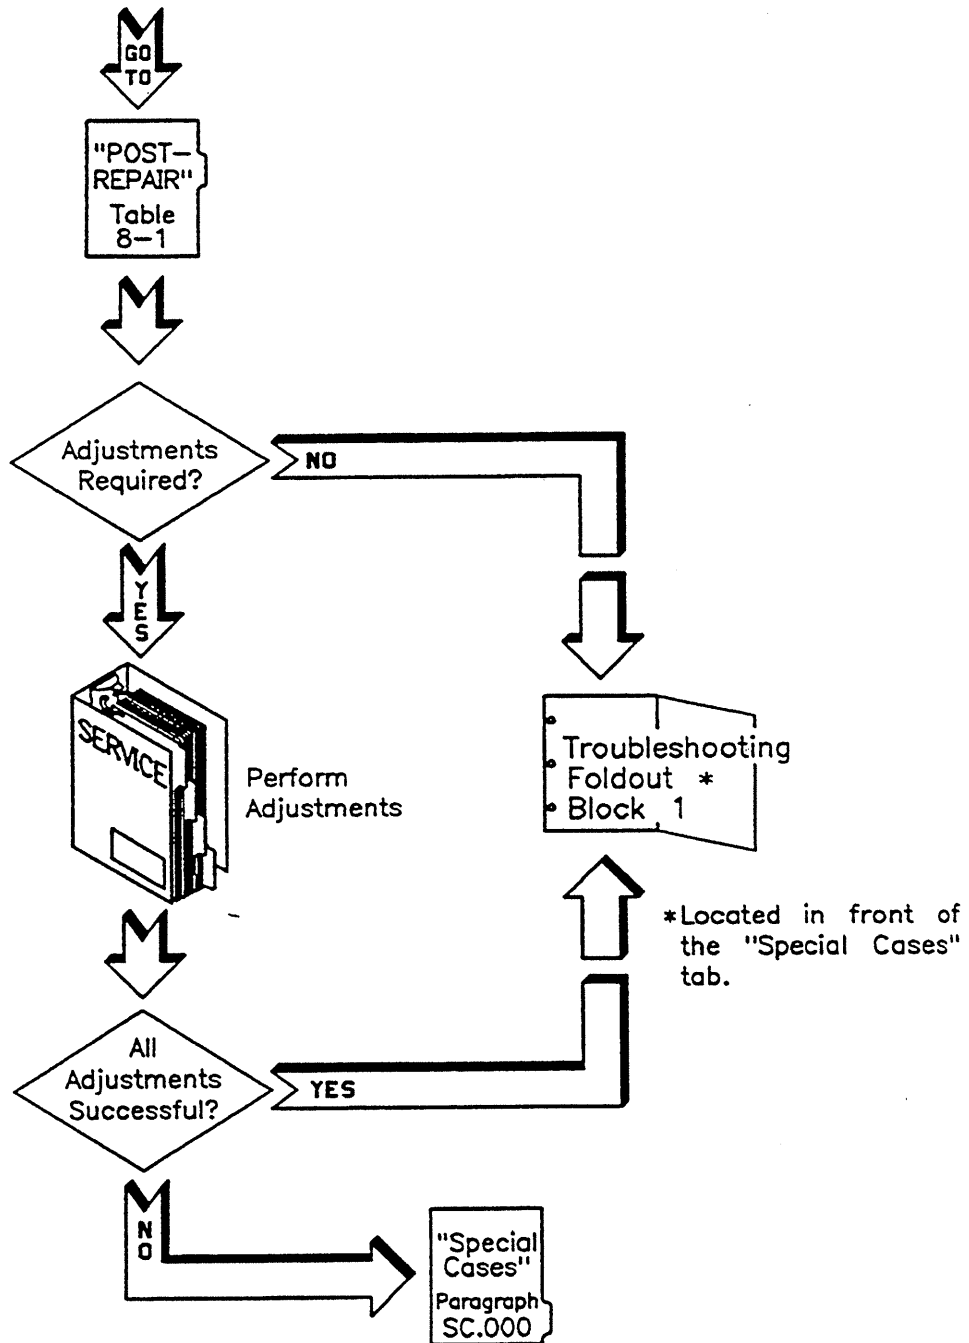 GO
TO
"POST-
REPAIR"
Table
8-1
Adjustments
Required?
NO
YES
SERVICE
Perform
Adjustments
Troubleshooting
Foldout *
Block 1
*Located in front of
the "Special Cases"
tab.
All
Adjustments
Successful?
YES
NO
"Special
Cases"
Paragraph
SC.000